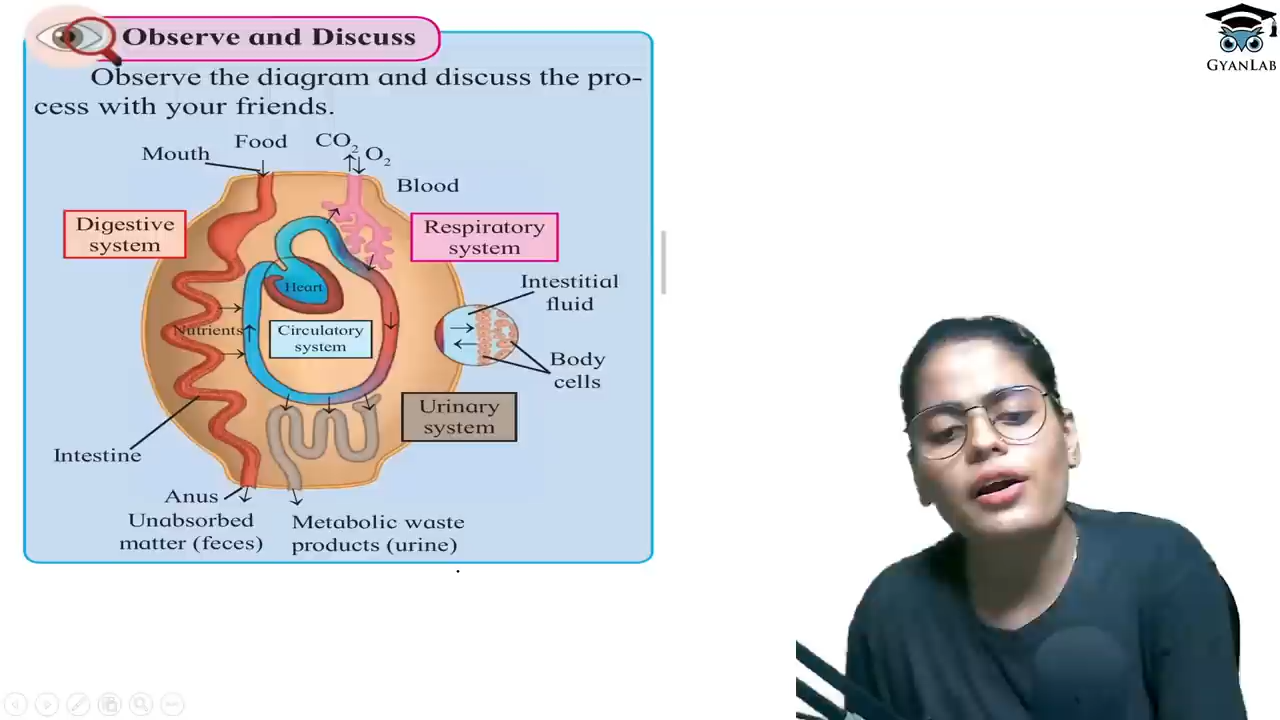 Observe and Discuss
GYANLAB
Observe the diagram and discuss the pro-
cess with your friends.
Mouth
Food
CO2
O2
Blood
Digestive
system
Respiratory
system
Heart
Intestitial
fluid
Nutrients
Circulatory
system
Body
cells
Urinary
system
Intestine
Anus
Unabsorbed
matter (feces)
Metabolic waste
products (urine)